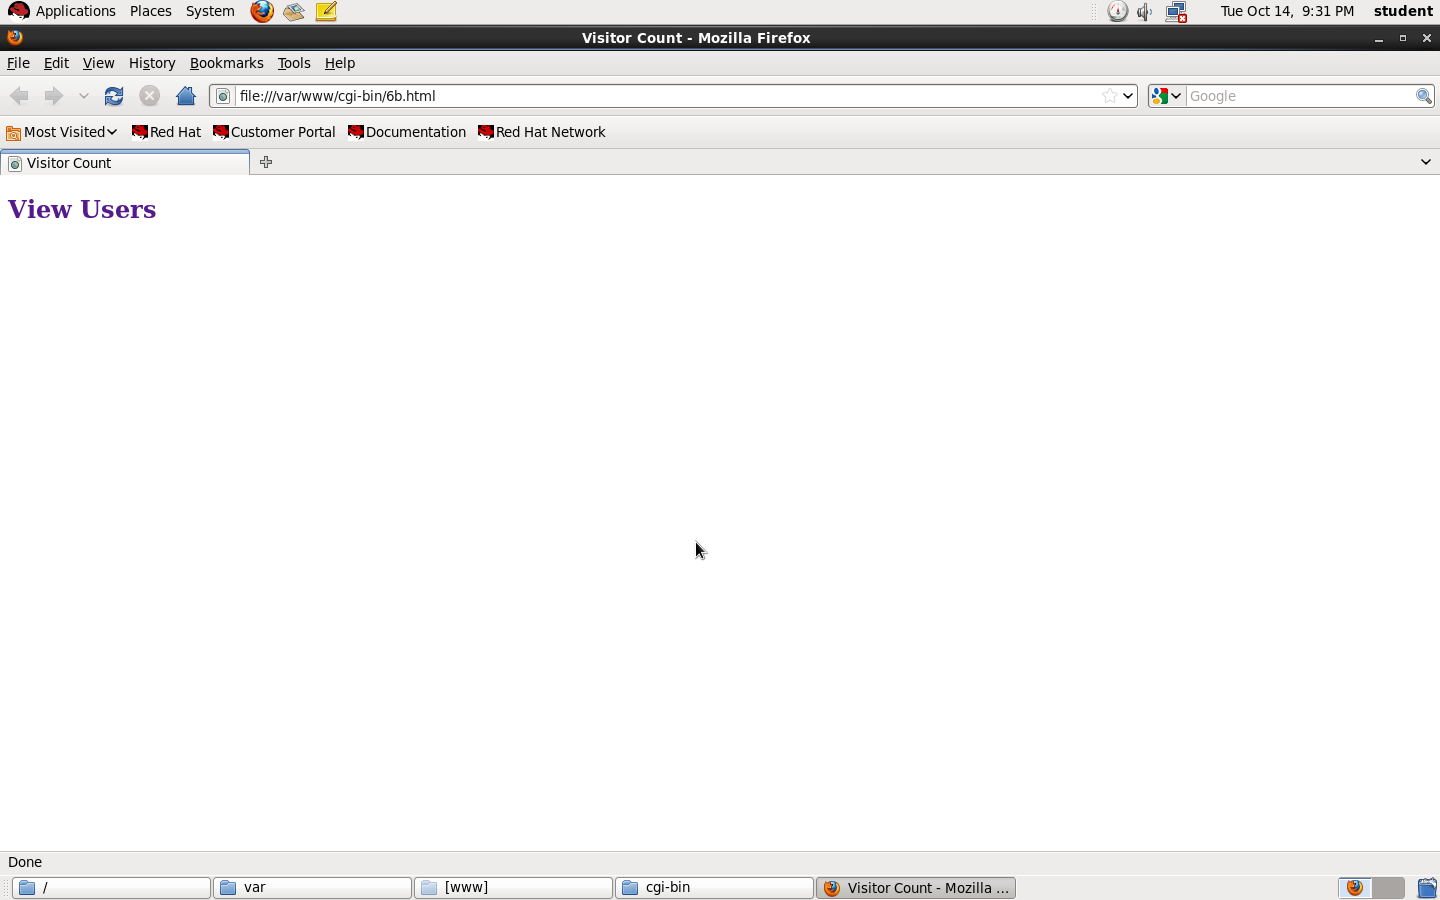 Applications Places System Tue Oct 14, 9:31 PM student
Visitor Count - Mozilla Firefox
File Edit View History Bookmarks Tools Help
file:///var/www/cgi-bin/6b.html Google
Most Visited Red Hat Customer Portal Documentation Red Hat Network
Visitor Count
View Users
Done
/ var [www] cgi-bin Visitor Count - Mozilla ...